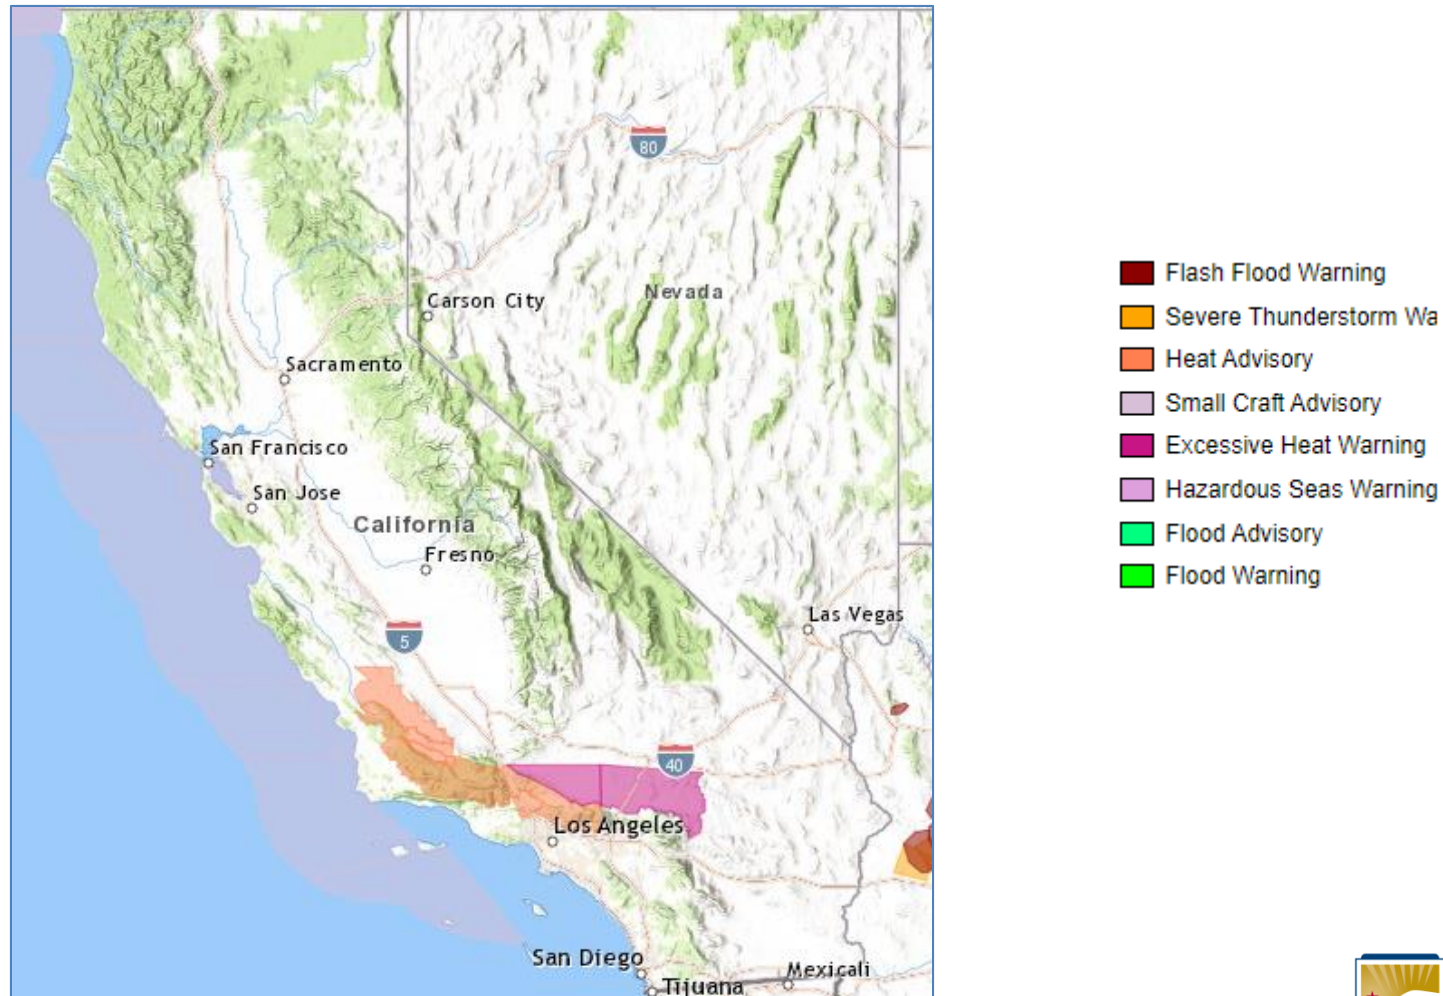 80
Carson City
Nevada
Sacramento
San Francisco
San Jose
California
Fresno
5
Las Vegas
40
Los Angeles
San Diego
Mexicali
Tijuana
Flash Flood Warning
Severe Thunderstorm Wa
Heat Advisory
Small Craft Advisory
Excessive Heat Warning
Hazardous Seas Warning
Flood Advisory
Flood Warning